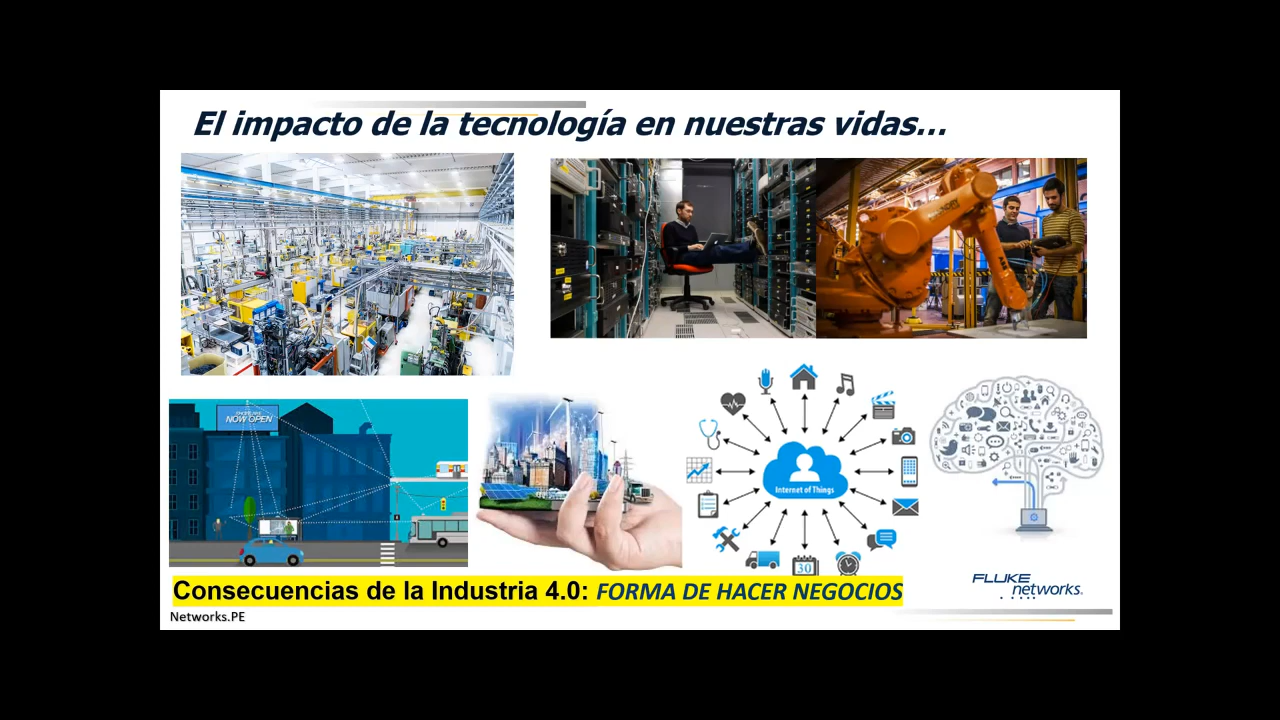 El impacto de la tecnología en nuestras vidas...
NOW OPEN
Internet of Things
30
Consecuencias de la Industria 4.0: FORMA DE HACER NEGOCIOS
FLUKE
networks.
Networks.PE